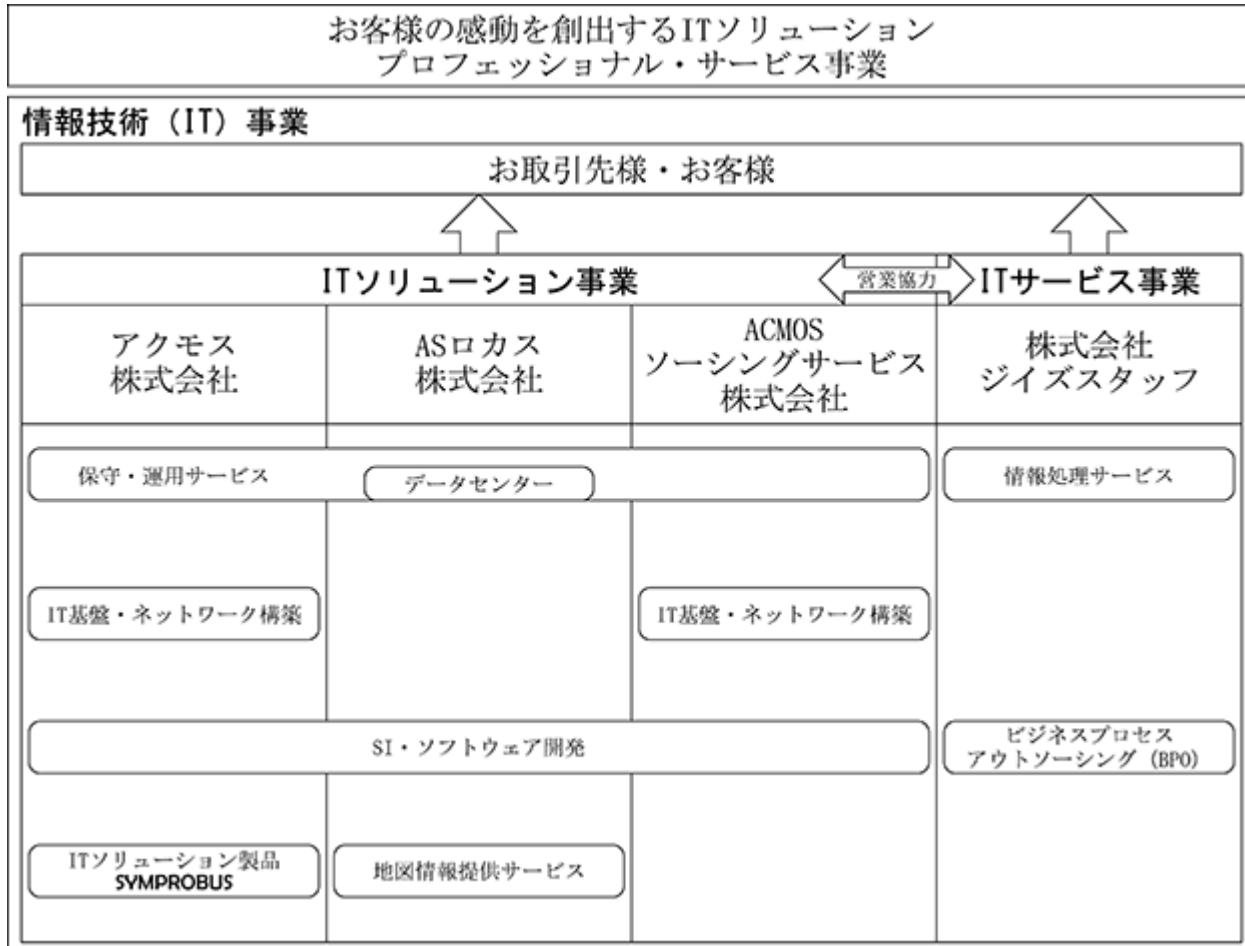 お客様の感動を創出するITソリューション
プロフェッショナル・サービス事業
情報技術（IT）事業
お取引先様・お客様
ITソリューション事業
営業協力
ITサービス事業
アクモス
株式会社
ASロカス
株式会社
ACMOS
ソーシングサービス
株式会社
株式会社
ジイズスタッフ
保守・運用サービス
データセンター
情報処理サービス
IT基盤・ネットワーク構築
IT基盤・ネットワーク構築
SI・ソフトウェア開発
ビジネスプロセス
アウトソーシング（BPO）
ITソリューション製品
SYMPROBUS
地図情報提供サービス